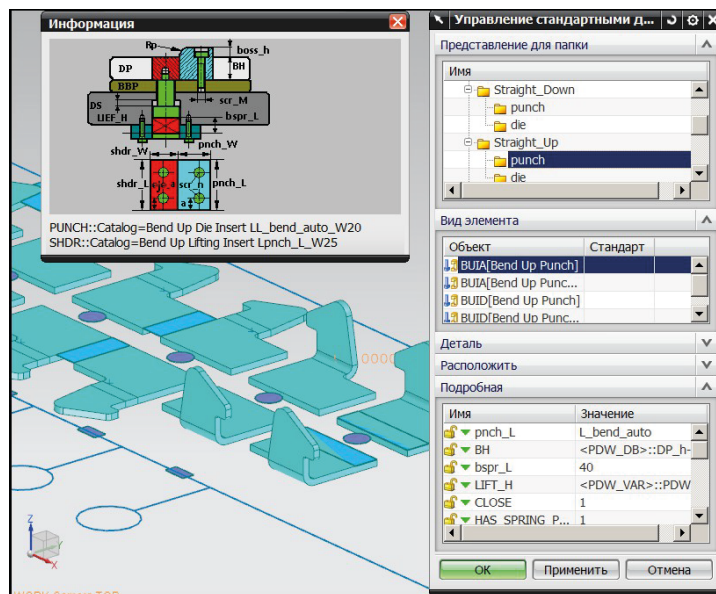 Информация
Rp
boss_h
DP
BH
BBP
DS
scr_M
LIEF_H
bspr_L
shdr_W
pnch_W
shdr_L
eje_a
scr_n
pnch_L
a
PUNCH::Catalog=Bend Up Die Insert LL_bend_auto_W20
SHDR::Catalog=Bend Up Lifting Insert Lpnch_L_W25
Z
Y
X
Управление стандартными д...
Представление для папки
Имя
Straight_Down
punch
die
Straight_Up
punch
die
Вид элемента
Объект Стандарт
BUIA[Bend Up Punch]
BUIA[Bend Up Punc...
BUID[Bend Up Punch]
BUID[Bend Up Punc...
Деталь
Расположить
Подробная
Имя Значение
pnch_L L_bend_auto
BH <PDW_DB>::DP_h-
bspr_L 40
LIFT_H <PDW_VAR>::PDW
CLOSE 1
HAS_SPRING_P... 1
ОК Применить Отмена